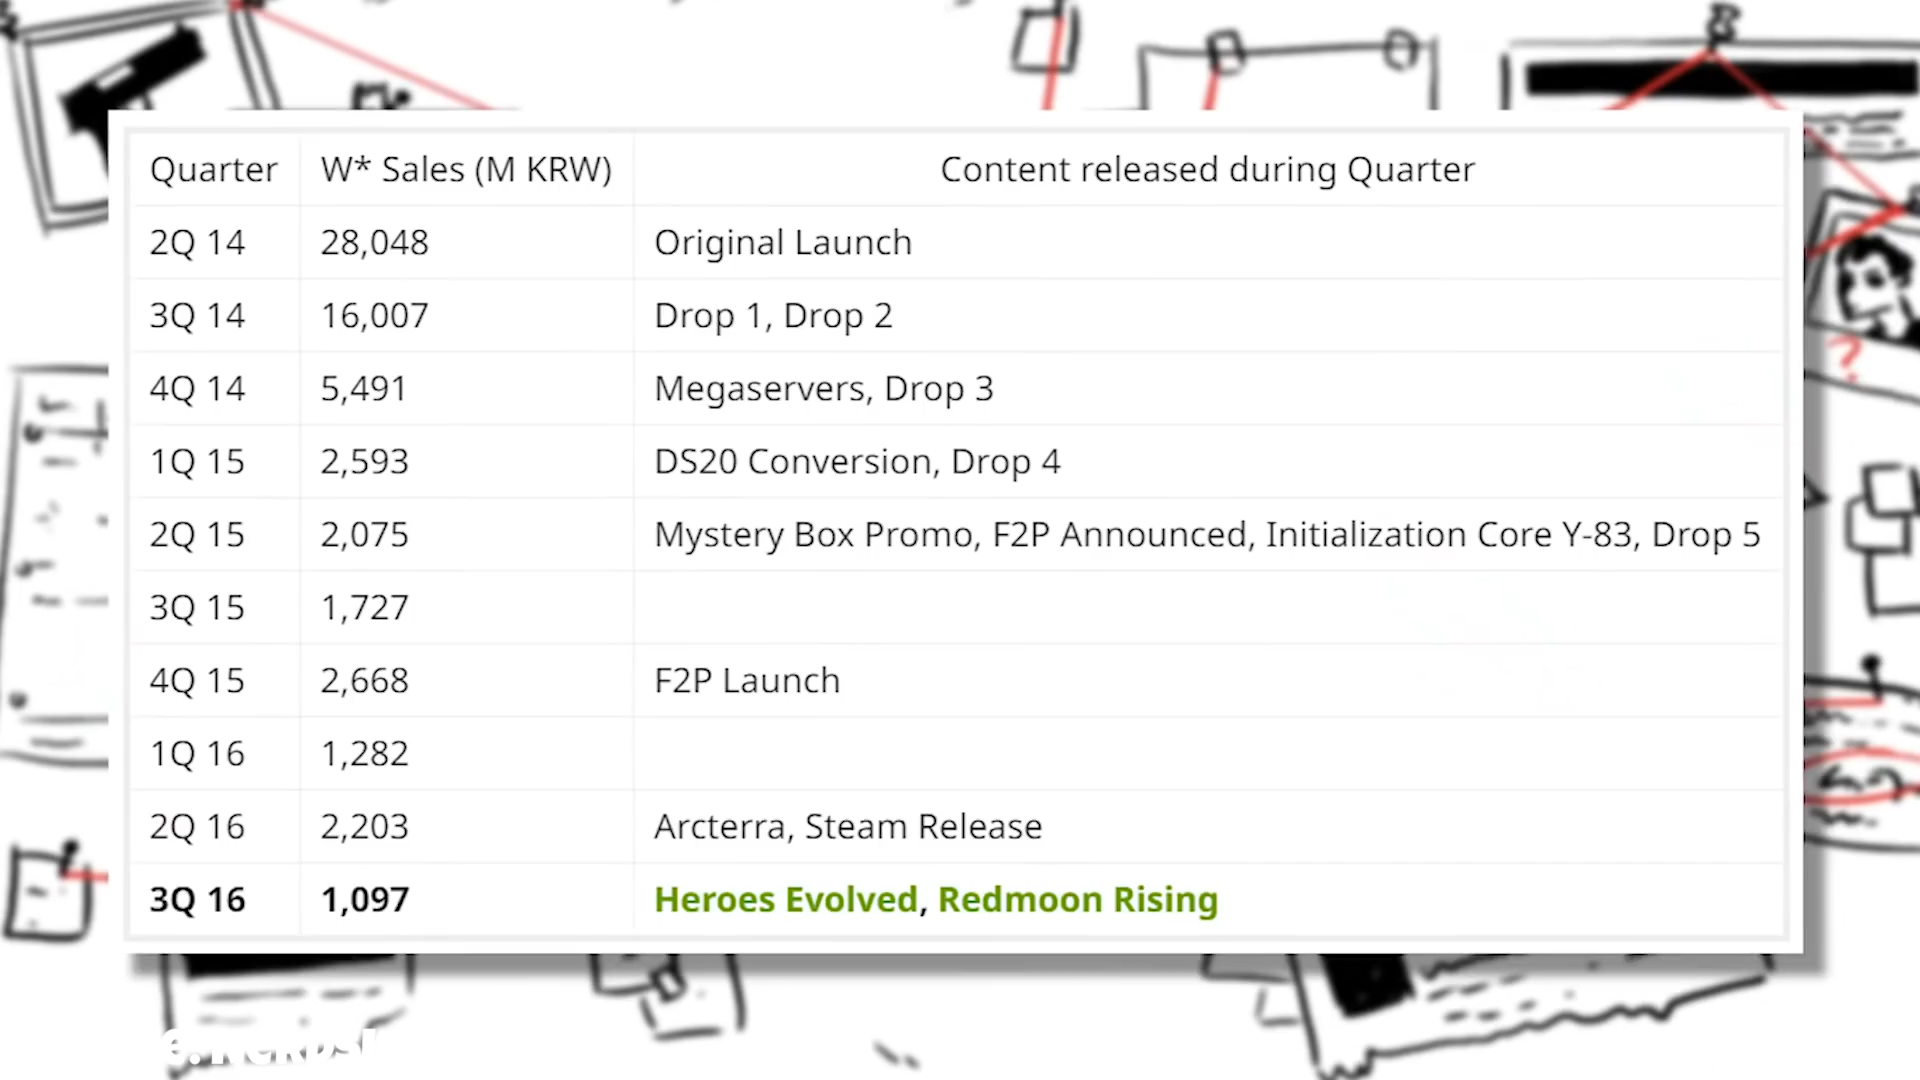 Quarter W* Sales (M KRW) Content released during Quarter
2Q 14 28,048 Original Launch
3Q 14 16,007 Drop 1, Drop 2
4Q 14 5,491 Megaservers, Drop 3
1Q 15 2,593 DS20 Conversion, Drop 4
2Q 15 2,075 Mystery Box Promo, F2P Announced, Initialization Core Y-83, Drop 5
3Q 15 1,727
4Q 15 2,668 F2P Launch
1Q 16 1,282
2Q 16 2,203 Arcterra, Steam Release
3Q 16 1,097 Heroes Evolved, Redmoon Rising
?